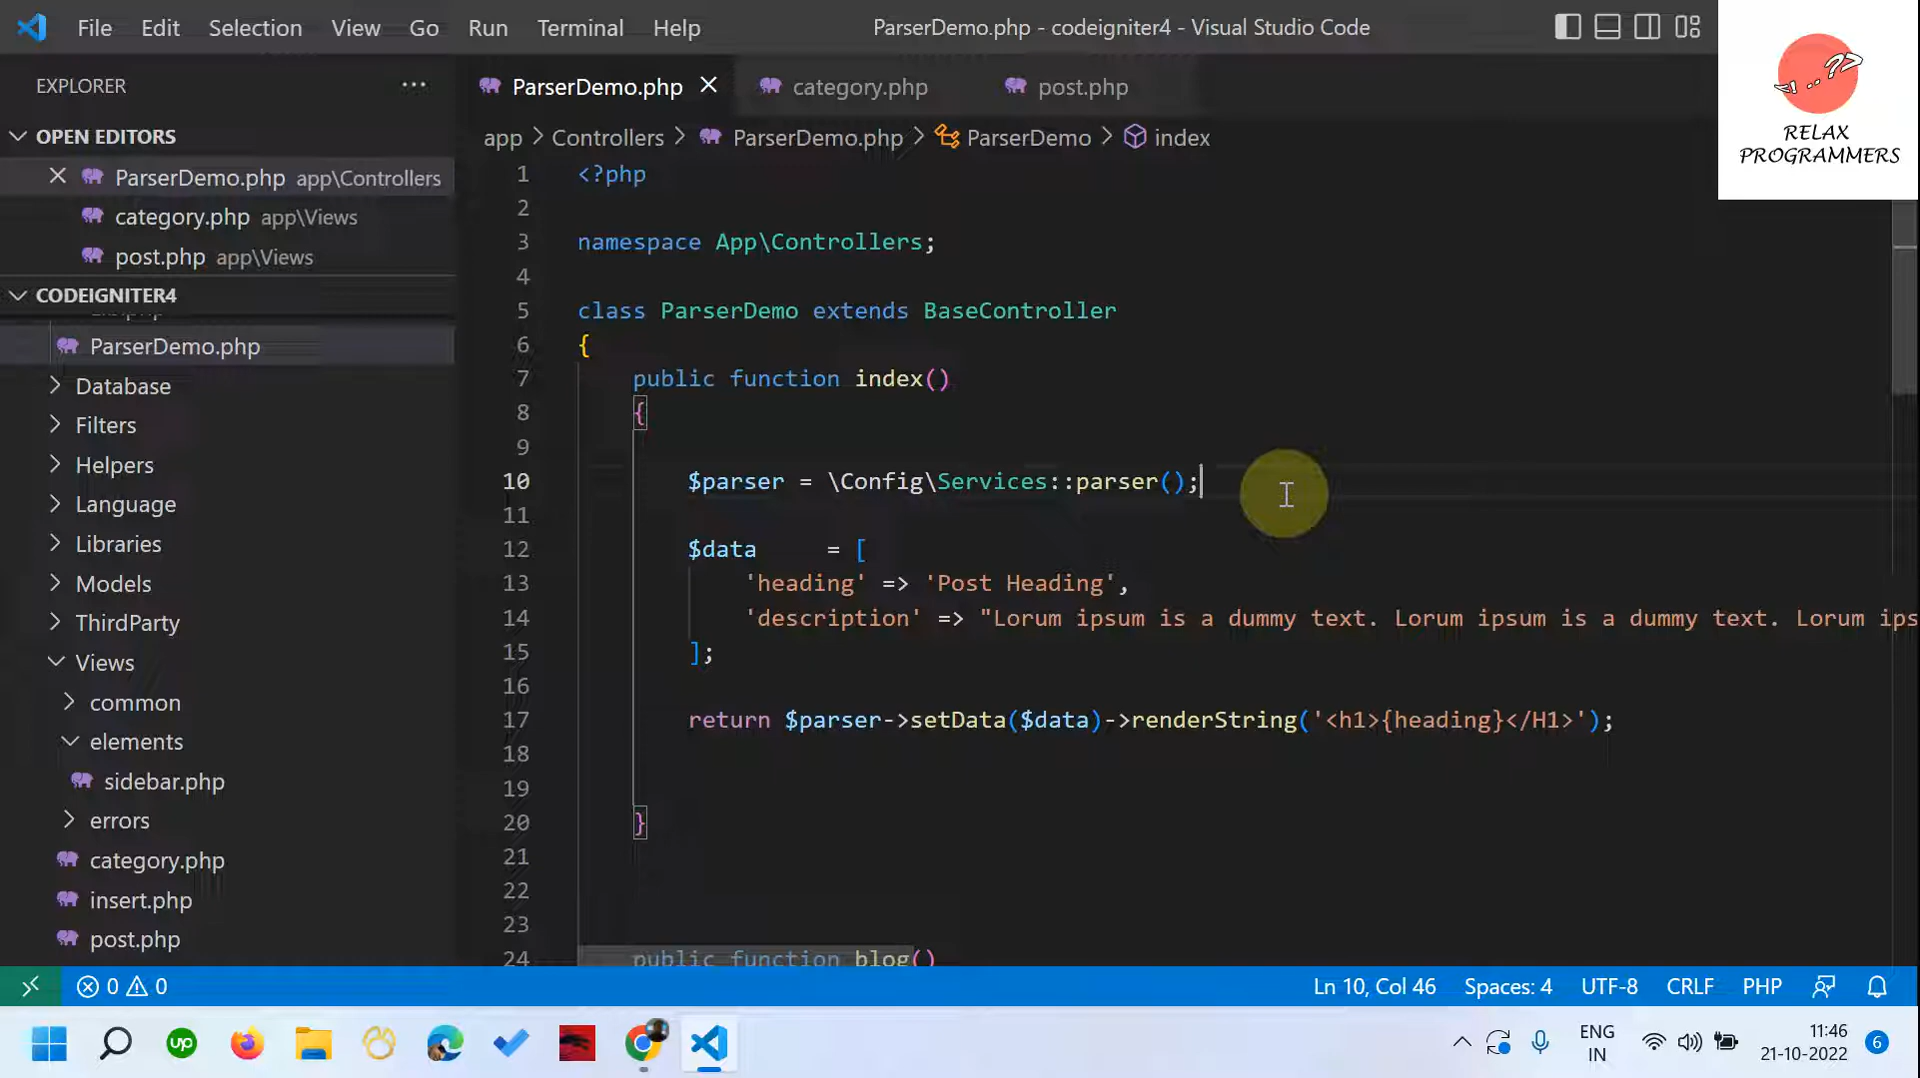 File Edit Selection View Go Run Terminal Help
ParserDemo.php - codeigniter4 - Visual Studio Code
RELAX
PROGRAMMERS
EXPLORER
OPEN EDITORS
ParserDemo.php app\Controllers
category.php app\Views
post.php app\Views
CODEIGNITER4
ParserDemo.php
Database
Filters
Helpers
Language
Libraries
Models
ThirdParty
Views
common
elements
sidebar.php
errors
category.php
insert.php
post.php
ParserDemo.php category.php post.php
app > Controllers > ParserDemo.php > ParserDemo > index
1 <?php
2
3 namespace App\Controllers;
4
5 class ParserDemo extends BaseController
6 {
7 public function index()
8 {
9
10 $parser = \Config\Services::parser();
11
12 $data = [
13 'heading' => 'Post Heading',
14 'description' => "Lorum ipsum is a dummy text. Lorum ipsum is a dummy text. Lorum ips
15 ];
16
17 return $parser->setData($data)->renderString('<h1>{heading}</H1>');
18
19
20 }
21
22
23
24 public function blog()
0 0 Ln 10, Col 46 Spaces: 4 UTF-8 CRLF PHP
up
ENG
IN
11:46
21-10-2022
6